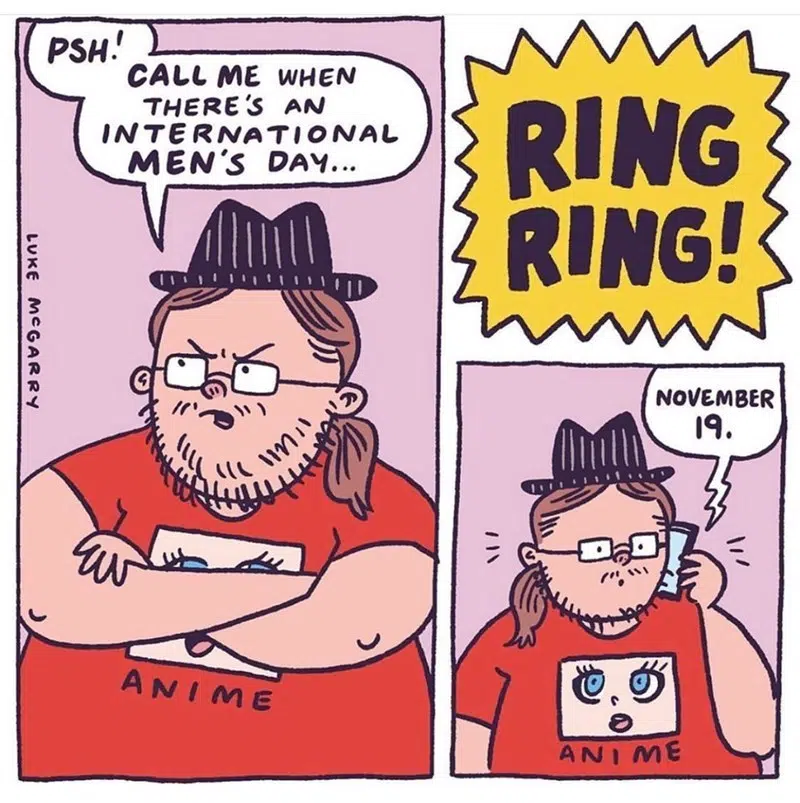 PSH!
CALL ME WHEN
THERE'S AN
INTERNATIONAL
MEN'S DAY...
LUKE McGARRY
ANIME
RING
RING!
NOVEMBER
19.
ANIME